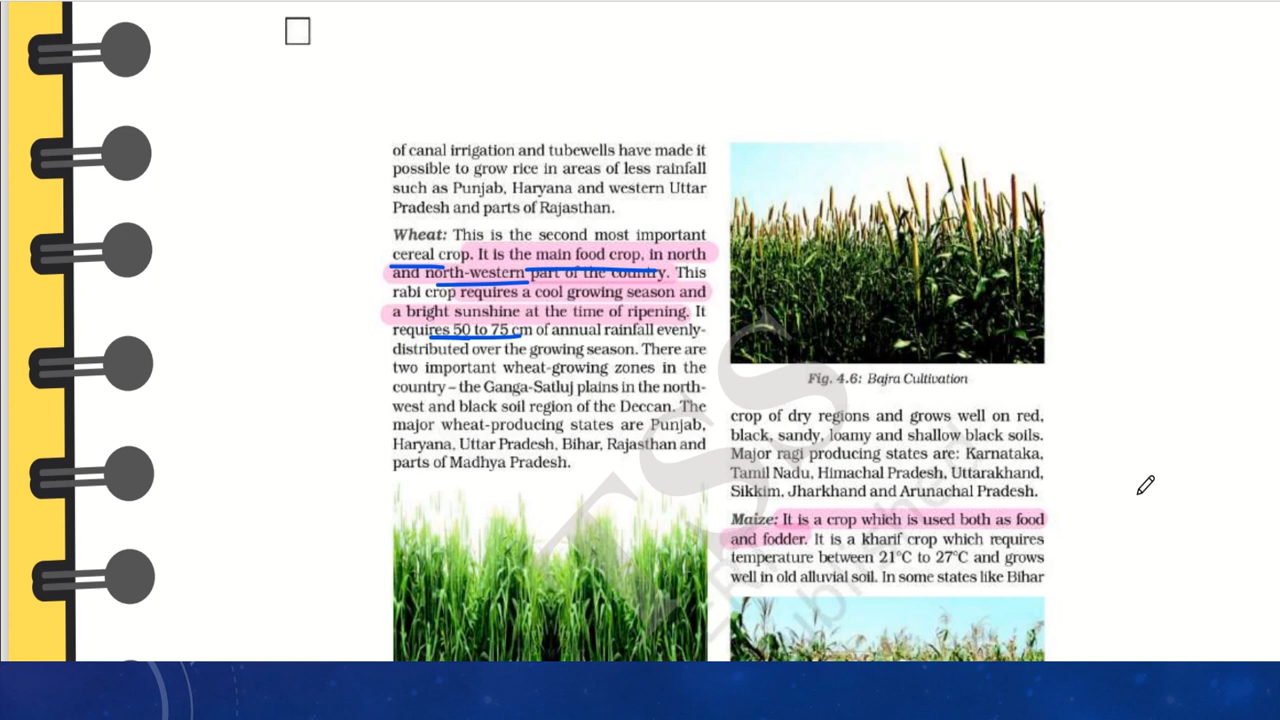 of canal irrigation and tubewells have made it
possible to grow rice in areas of less rainfall
such as Punjab, Haryana and western Uttar
Pradesh and parts of Rajasthan.
Wheat: This is the second most important
cereal crop. It is the main food crop, in north
and north-western part of the country. This
rabi crop requires a cool growing season and
a bright sunshine at the time of ripening. It
requires 50 to 75 cm of annual rainfall evenly-
distributed over the growing season. There are
two important wheat-growing zones in the
country – the Ganga-Satluj plains in the north-
west and black soil region of the Deccan. The
major wheat-producing states are Punjab,
Haryana, Uttar Pradesh, Bihar, Rajasthan and
parts of Madhya Pradesh.
Fig. 4.6: Bajra Cultivation
crop of dry regions and grows well on red,
black, sandy, loamy and shallow black soils.
Major ragi producing states are: Karnataka,
Tamil Nadu, Himachal Pradesh, Uttarakhand,
Sikkim, Jharkhand and Arunachal Pradesh.
Maize: It is a crop which is used both as food
and fodder. It is a kharif crop which requires
temperature between 21°C to 27°C and grows
well in old alluvial soil. In some states like Bihar